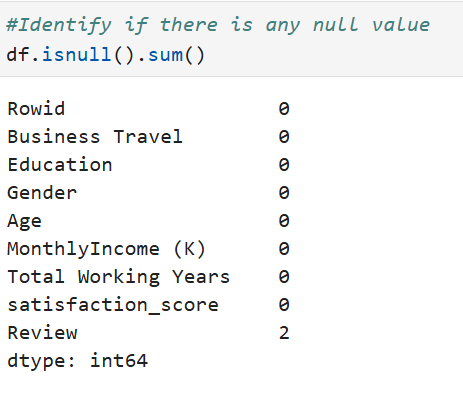 #Identify if there is any null value
df.isnull().sum()
Rowid 0
Business Travel 0
Education 0
Gender 0
Age 0
MonthlyIncome (K) 0
Total Working Years 0
satisfaction_score 0
Review 2
dtype: int64